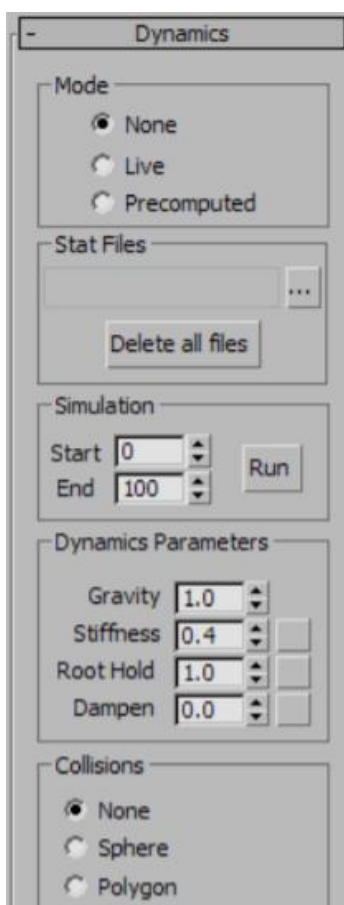 - Dynamics
Mode
None
Live
Precomputed
Stat Files
...
Delete all files
Simulation
Start 0
Run
End 100
Dynamics Parameters
Gravity 1.0
Stiffness 0.4
Root Hold 1.0
Dampen 0.0
Collisions
None
Sphere
Polygon